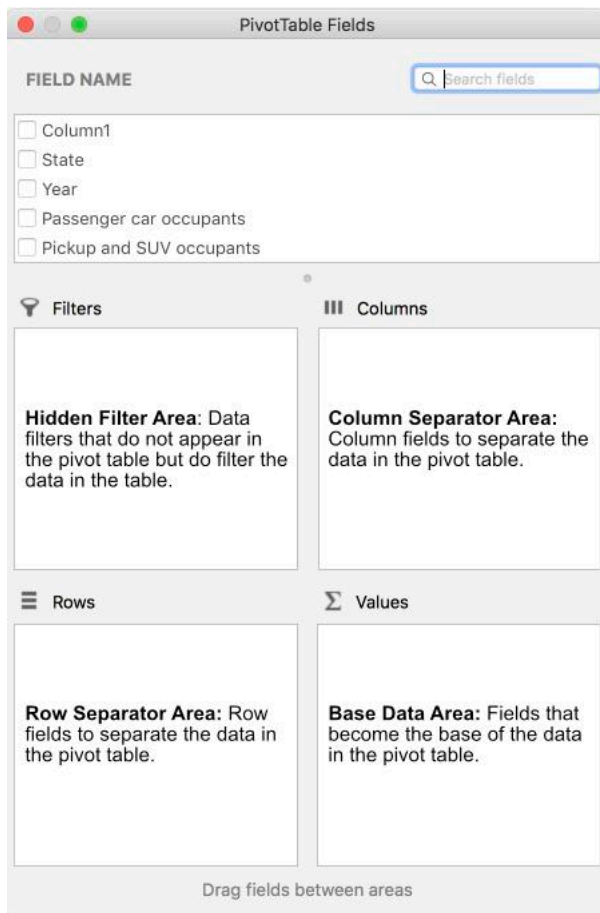 PivotTable Fields
FIELD NAME
Search fields
Column1
State
Year
Passenger car occupants
Pickup and SUV occupants
Filters
Columns
Hidden Filter Area: Data
filters that do not appear in
the pivot table but do filter the
data in the table.
Column Separator Area:
Column fields to separate the
data in the pivot table.
Rows
Σ Values
Row Separator Area: Row
fields to separate the data in
the pivot table.
Base Data Area: Fields that
become the base of the data
in the pivot table.
Drag fields between areas